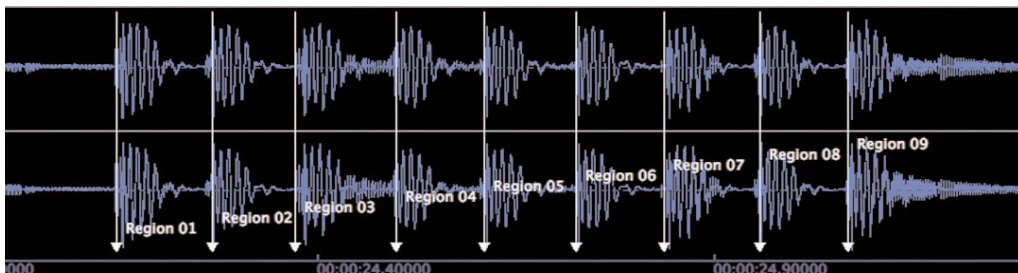 Region 01
Region 02
Region 03
Region 04
Region 05
Region 06
Region 07
Region 08
Region 09
000
00:00:24.40000
00:00:24.90000